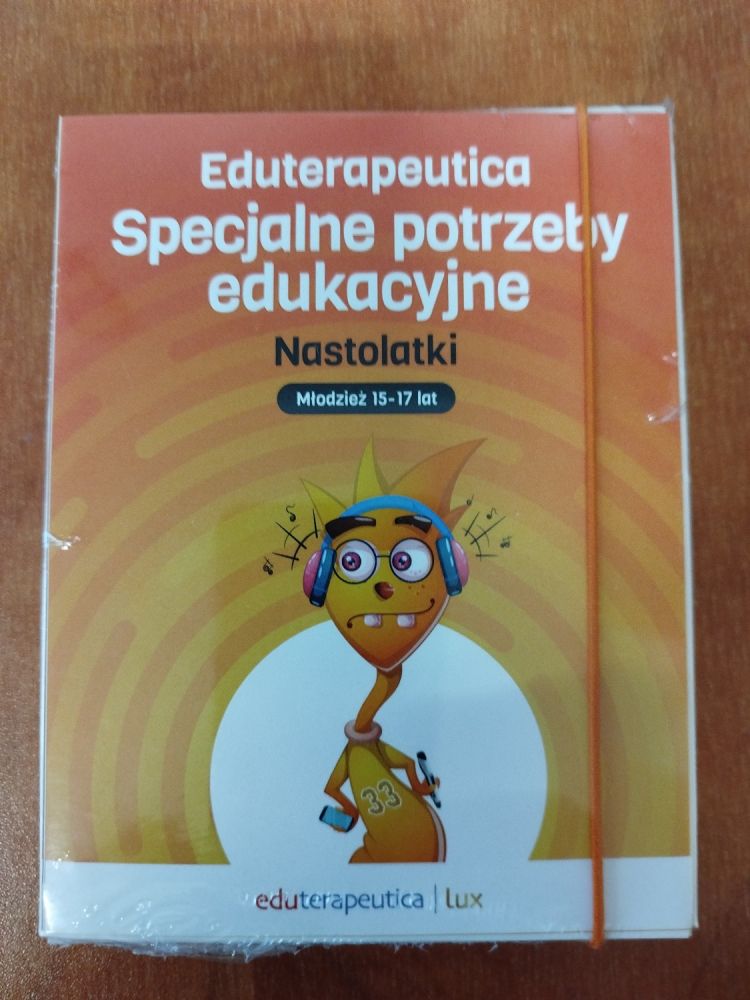 Eduterapeutica
Specjalne potrzeby
edukacyjne
Nastolatki
Młodzież 15-17 lat
33
eduterapeutica | lux